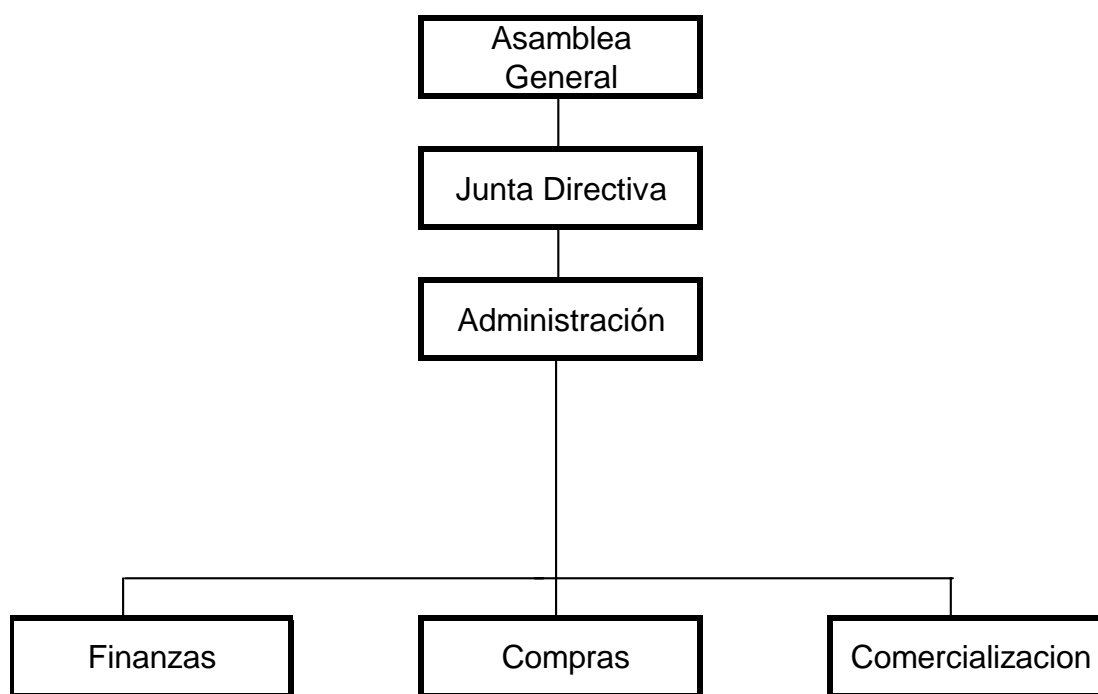 Asamblea
General
Junta Directiva
Administración
Finanzas
Compras
Comercializacion